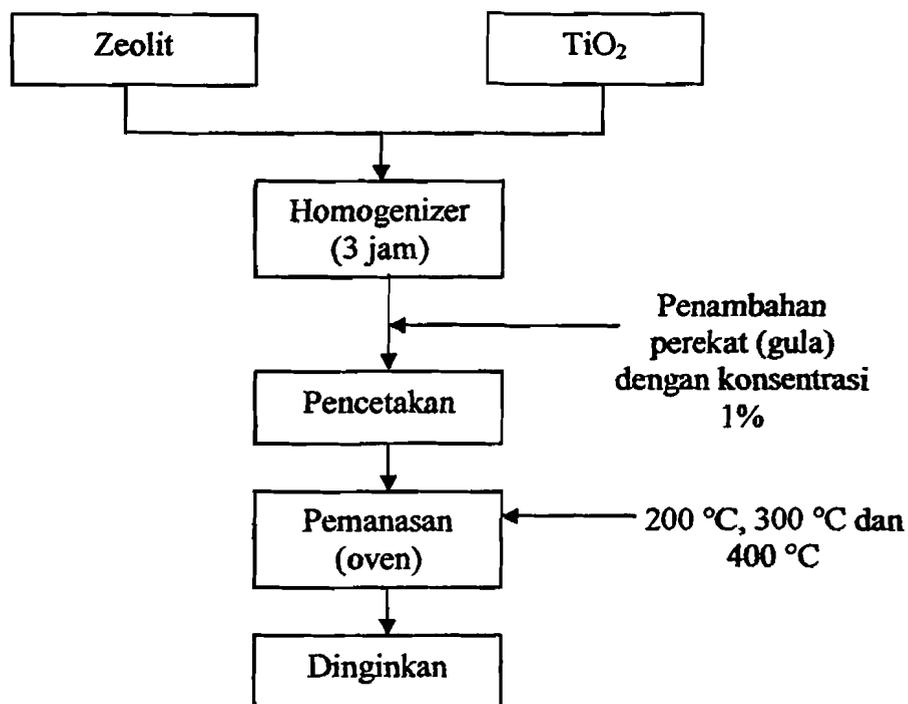 Zeolit
TiO₂
Homogenizer
(3 jam)
Penambahan
perekat (gula)
dengan konsentrasi
1%
Pencetakan
Pemanasan
(oven)
200 °C, 300 °C dan
400 °C
Dinginkan